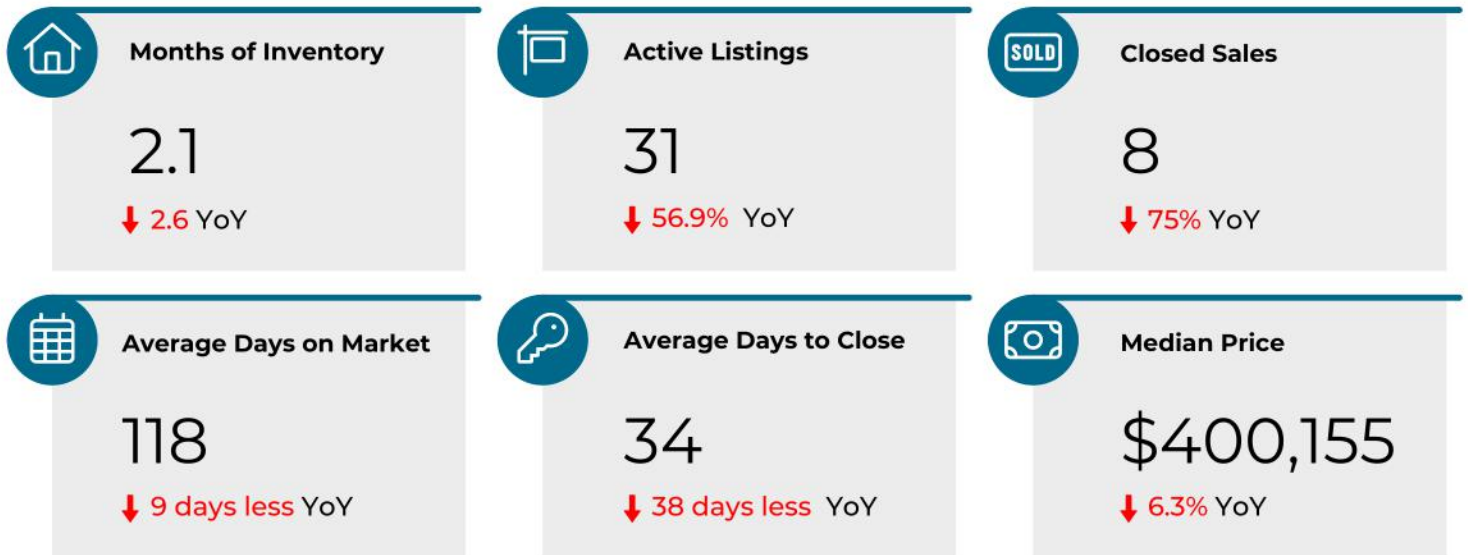 Months of Inventory
2.1
↓ 2.6 YoY
Active Listings
31
↓ 56.9% YoY
SOLD
Closed Sales
8
↓ 75% YoY
Average Days on Market
118
↓ 9 days less YoY
Average Days to Close
34
↓ 38 days less YoY
Median Price
$400,155
↓ 6.3% YoY